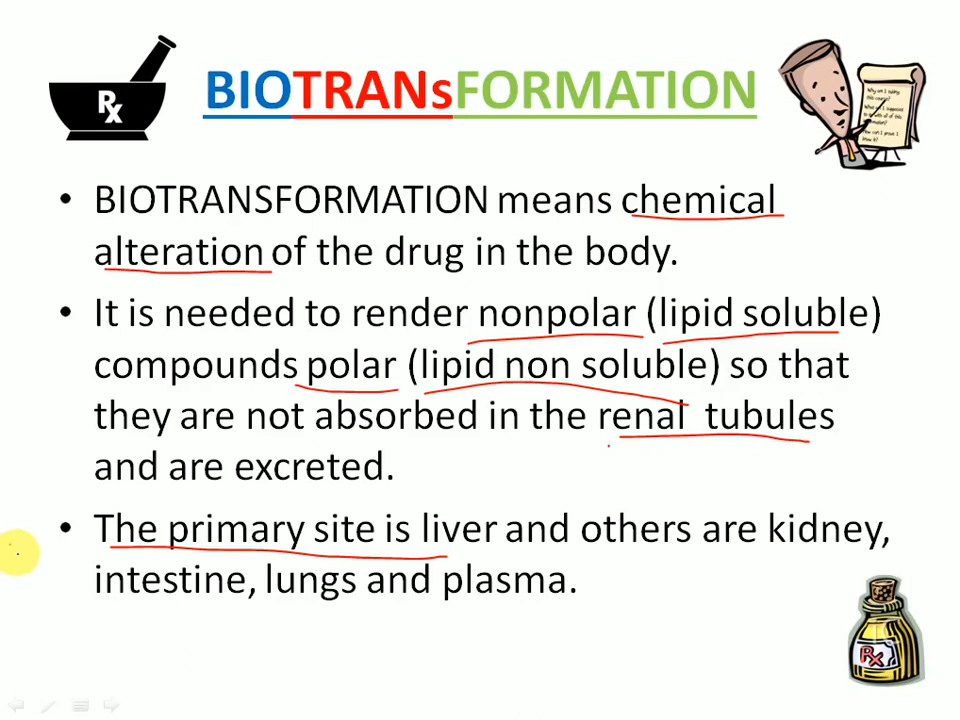 Rx
BIOTRANsFORMATION
• BIOTRANSFORMATION means chemical
alteration of the drug in the body.
• It is needed to render nonpolar (lipid soluble)
compounds polar (lipid non soluble) so that
they are not absorbed in the renal tubules
and are excreted.
• The primary site is liver and others are kidney,
intestine, lungs and plasma.
Rx